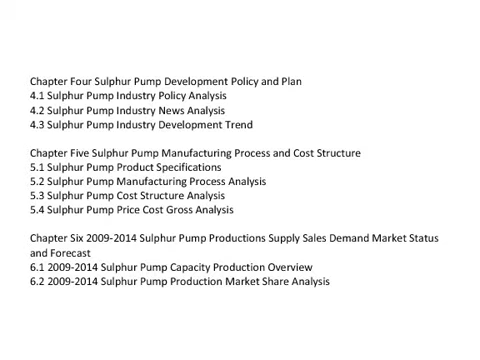 Chapter Four Sulphur Pump Development Policy and Plan
4.1 Sulphur Pump Industry Policy Analysis
4.2 Sulphur Pump Industry News Analysis
4.3 Sulphur Pump Industry Development Trend
Chapter Five Sulphur Pump Manufacturing Process and Cost Structure
5.1 Sulphur Pump Product Specifications
5.2 Sulphur Pump Manufacturing Process Analysis
5.3 Sulphur Pump Cost Structure Analysis
5.4 Sulphur Pump Price Cost Gross Analysis
Chapter Six 2009-2014 Sulphur Pump Productions Supply Sales Demand Market Status
and Forecast
6.1 2009-2014 Sulphur Pump Capacity Production Overview
6.2 2009-2014 Sulphur Pump Production Market Share Analysis